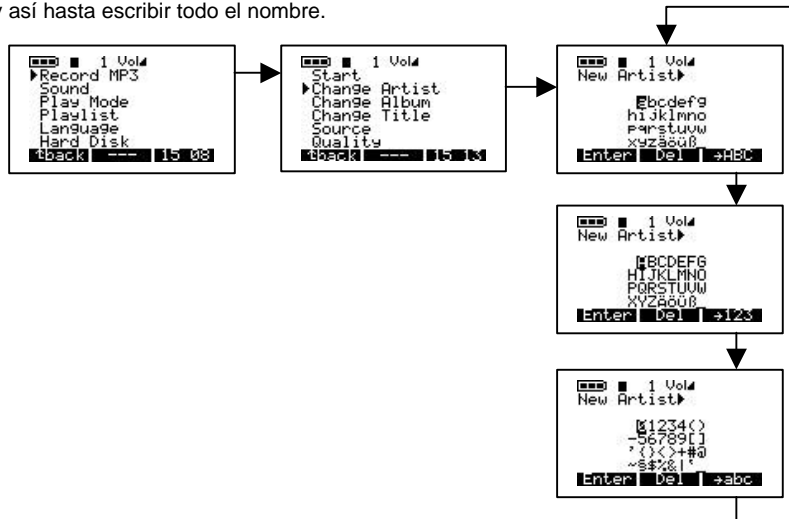 y así hasta escribir todo el nombre.
1 Vol
Record MP3
Sound
Play Mode
Playlist
Language
Hard Disk
back --- 15 08
1 Vol
Start
Change Artist
Change Album
Change Title
Source
Quality
back --- 15 13
1 Vol
New Artist
abcdefg
hijklmno
pqrstuvw
xyzäöüß_
Enter Del →ABC
1 Vol
New Artist
ABCDEFG
HIJKLMNO
PQRSTUVW
XYZÄÖÜß_
Enter Del →123
1 Vol
New Artist
1234()
-56789[]
'{}<>+#@
~§$%&|'_
Enter Del →abc